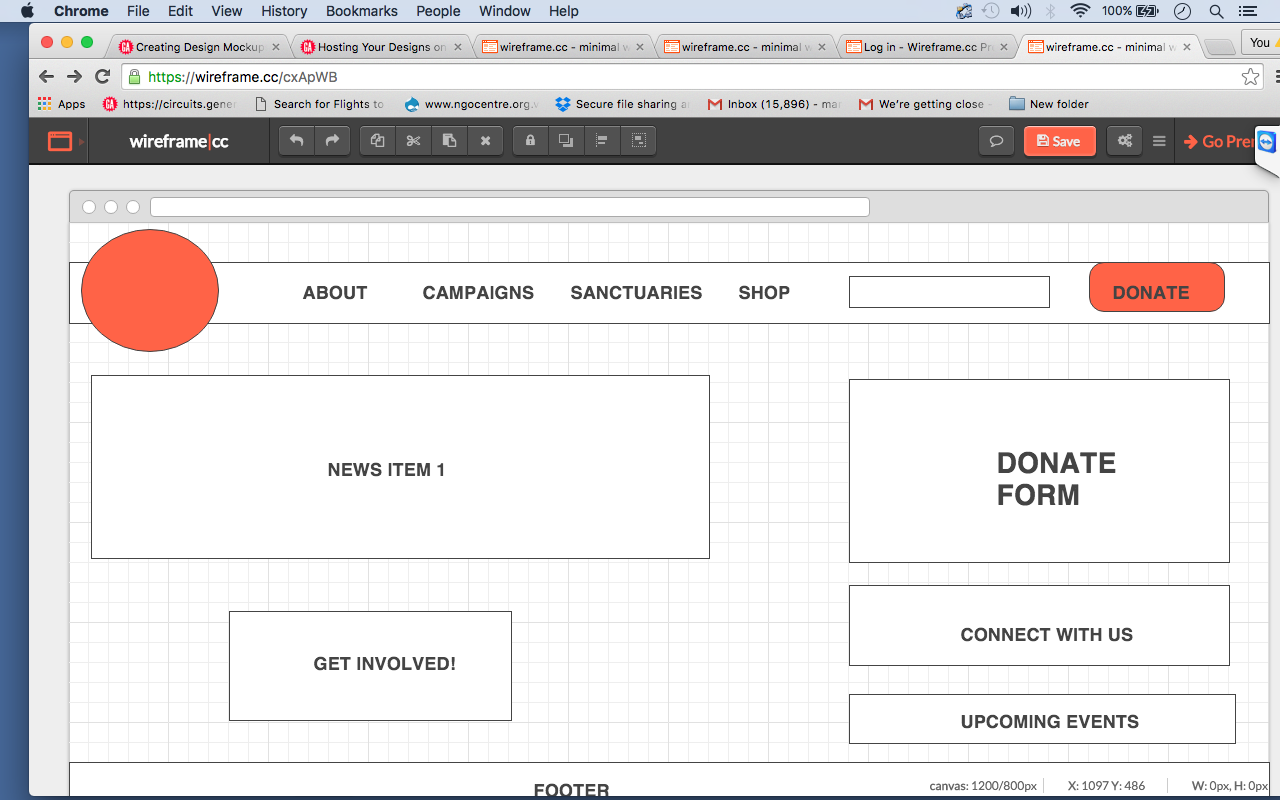 Chrome File Edit View History Bookmarks People Window Help 100%
Creating Design Mockup Hosting Your Designs on wireframe.cc - minimal w wireframe.cc - minimal w Log in - Wireframe.cc Pr wireframe.cc - minimal w You
https://wireframe.cc/cxApWB
Apps https://circuits.gener Search for Flights to www.ngocentre.org. Secure file sharing a Inbox (15,896) - ma We're getting close - New folder
wireframe|cc Save Go Prem
ABOUT CAMPAIGNS SANCTUARIES SHOP DONATE
NEWS ITEM 1
DONATE
FORM
GET INVOLVED!
CONNECT WITH US
UPCOMING EVENTS
FOOTER
canvas: 1200/800px X: 1097 Y: 486 W: 0px, H: 0px